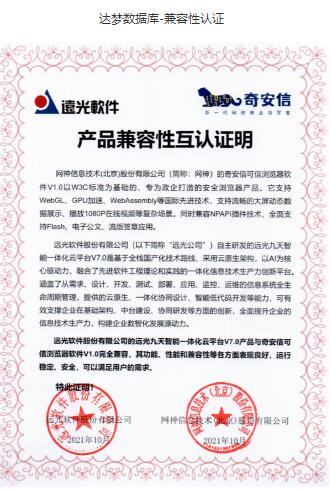 达梦数据库-兼容性认证
远光軟件
奇安信
新一代网络安全领军者
产品兼容性互认证明
网神信息技术(北京)股份有限公司（简称：网神）的奇安信可信浏览器软
件V1.0以W3C标准为基础的、专为政企打造的安全浏览器产品。它支持
WebGL、GPU加速、WebAssembly等国际先进技术，支持流畅的大屏动态数
据展示、播放1080P在线视频等复杂场景。同时兼容NPAPI插件技术，全面支
持Flash、电子公文、流版签章应用。
远光软件股份有限公司（以下简称“远光公司”）自主研发的远光九天智
能一体化云平台V7.0是基于全线国产化技术路线，采用云原生架构，以AI为核
心驱动力，融合了先进软件工程理论和实践的一体化信息技术生产力创新平台。
涵盖了从需求、设计、开发、测试、部署、应用、监控、运维的信息系统全生
命周期管理，提供的云原生、一体化协同设计、智能低代码开发等能力，可有
效支撑企业在基础架构、中台建设、协同研发等方面的创新，全面提升企业的
信息技术生产力，构建企业数智化发展源动力。
远光软件股份有限公司的远光九天智能一体化云平台V7.0产品与奇安信可
信浏览器软件V1.0完全兼容，其功能、性能和兼容性等各方面表现良好，运行
稳定、安全，可以满足用户的需求。
特此证明！
远光软件股份有限公司
网神信息技术(北京)股份有限公司
2021年10月
2021年10月